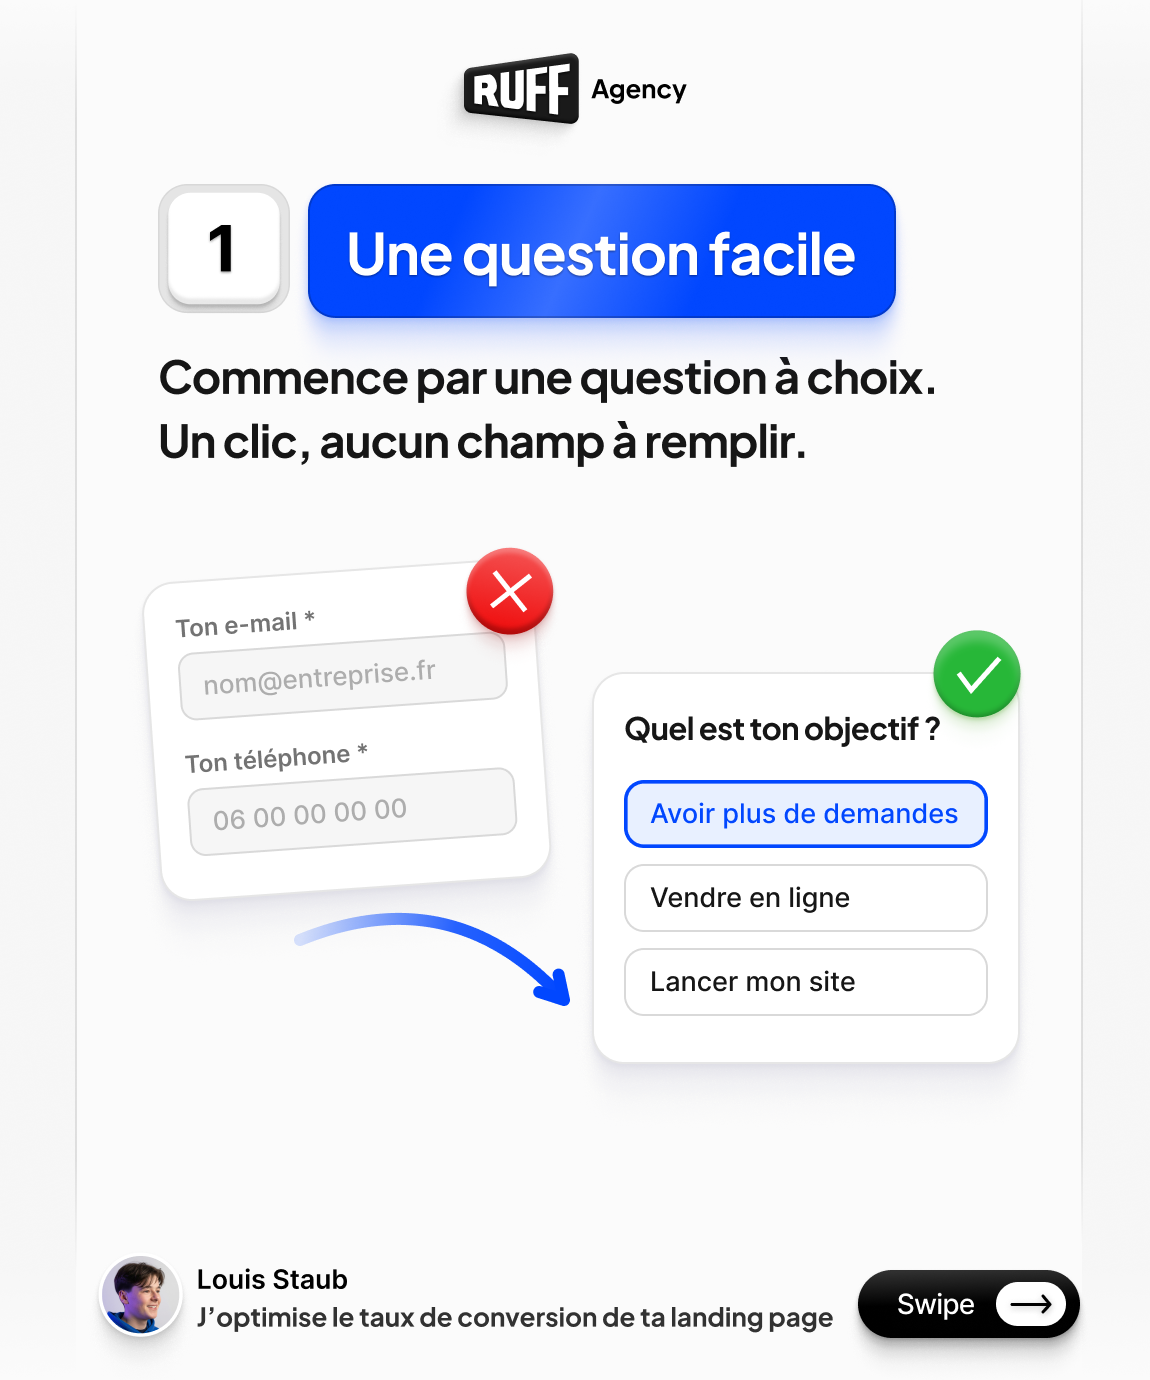 RUFF Agency
1
Une question facile
Commence par une question à choix.
Un clic, aucun champ à remplir.
Ton e-mail *
nom@entreprise.fr
Ton téléphone *
06 00 00 00 00
Quel est ton objectif ?
Avoir plus de demandes
Vendre en ligne
Lancer mon site
Louis Staub
J’optimise le taux de conversion de ta landing page
Swipe